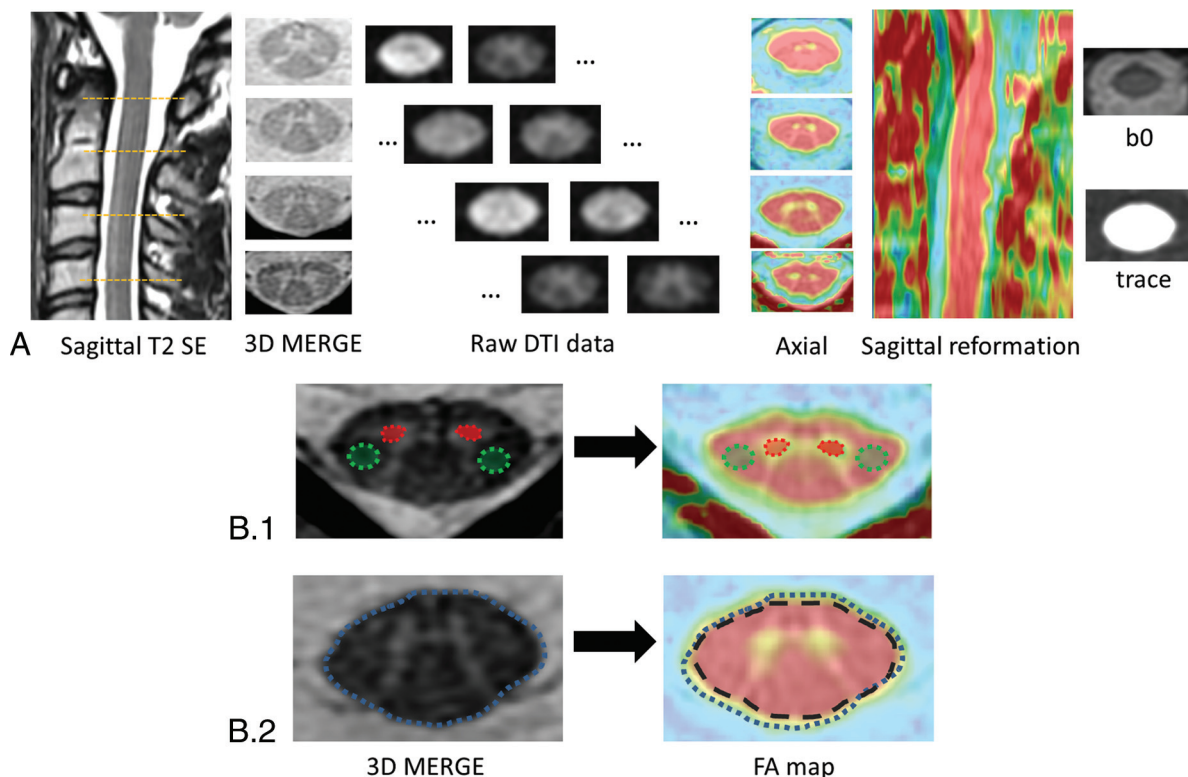 ... 
... ...
... ...
...
b0
trace
A Sagittal T2 SE 3D MERGE Raw DTI data Axial Sagittal reformation
B.1
B.2
3D MERGE FA map